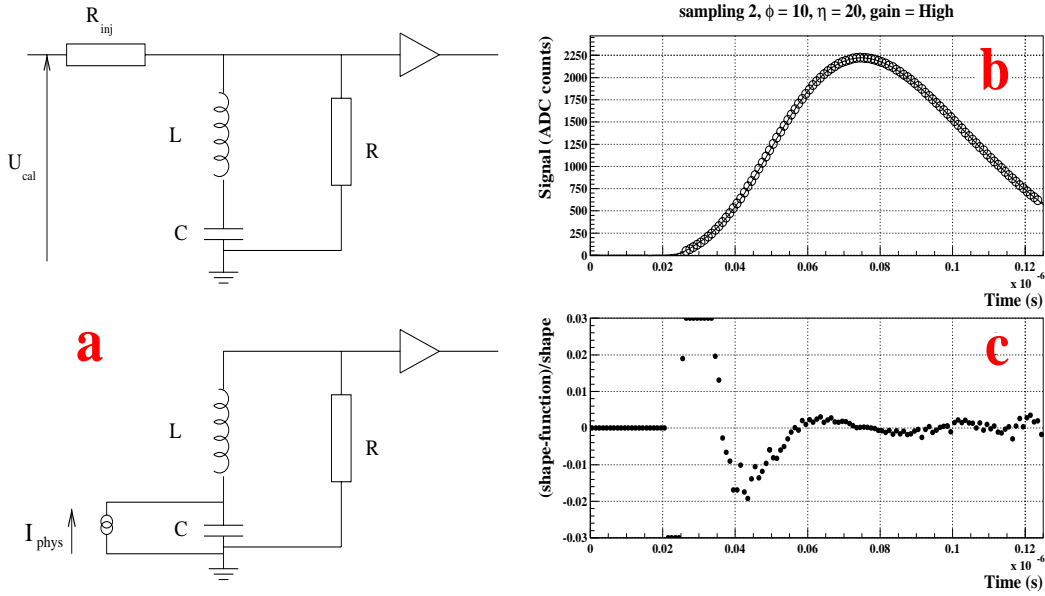 R inj
L
R
U cal
C
a
L
R
I phys
C
sampling 2, ϕ = 10, η = 20, gain = High
b
Signal (ADC counts)
2250
2000
1750
1500
1250
1000
750
500
250
0
0 0.02 0.04 0.06 0.08 0.1 0.12
x 10 -6
Time (s)
c
(shape-function)/shape
0.03
0.02
0.01
0
-0.01
-0.02
-0.03
0 0.02 0.04 0.06 0.08 0.1 0.12
x 10 -6
Time (s)